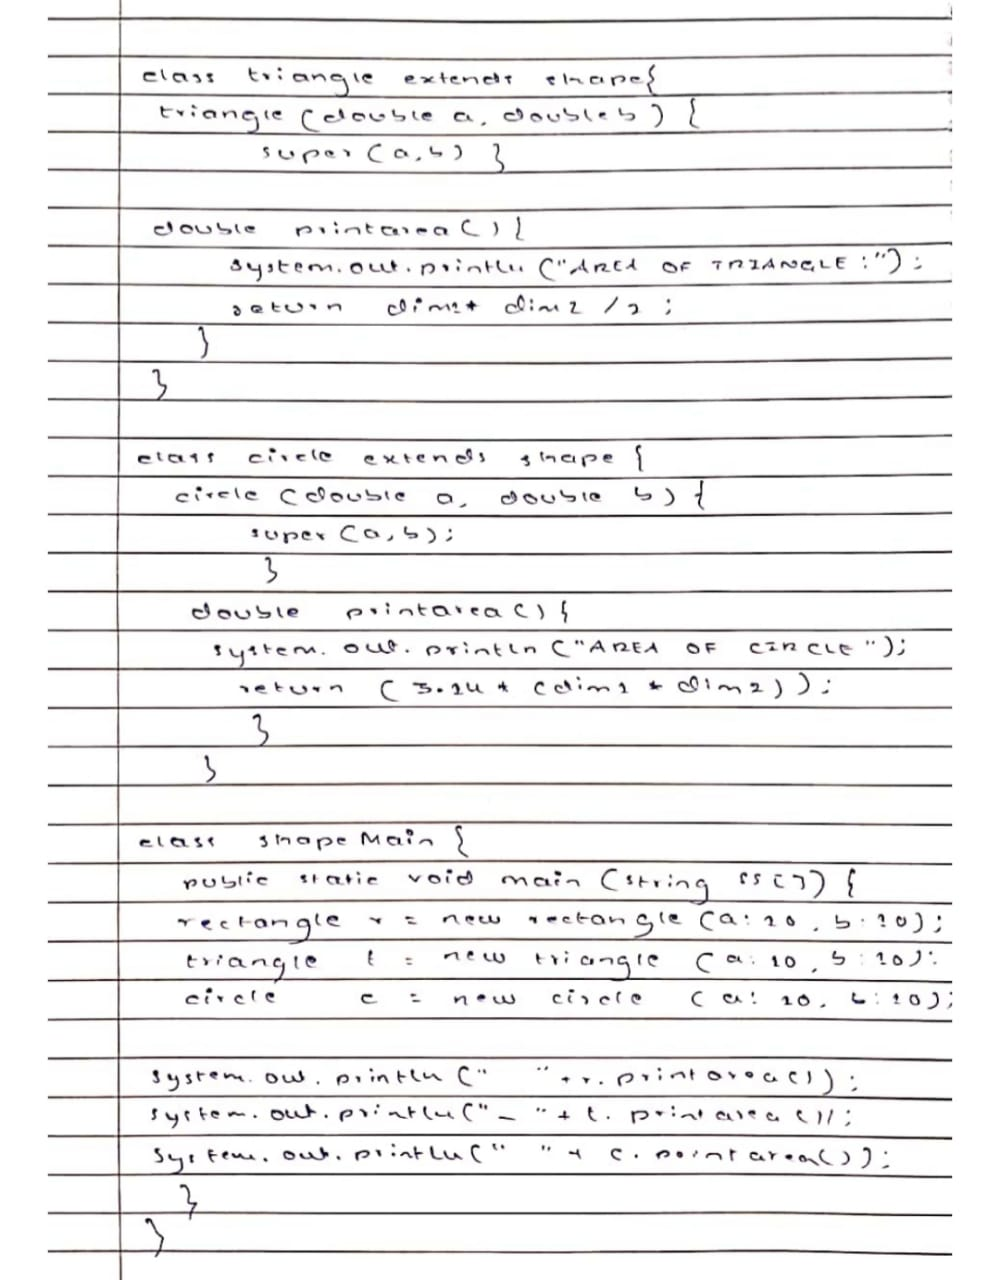 class triangle extends shape{
triangle (double a, double b) {
super (a,b) }
double printarea () {
system.out.println ("AREA OF TRIANGLE :");
return dim1* dim2 /2 ;
}
}
class circle extends shape {
circle (double a, double b) {
super (a,b);
}
double printarea() {
system.out.println ("AREA OF CIRCLE ");
return ( 3.14 * (dim1 * dim2) );
}
}
class shapeMain {
public static void main (string ss[]) {
rectangle r = new rectangle (a: 10 , b: 10);
triangle t = new triangle (a: 10 , b: 10);
circle c = new circle (a: 10, b: 10);
system.out.println (" " +r. printarea());
system.out.println("_ "+ t. printarea ());
System.out.println(" " + c. printarea());
}
}